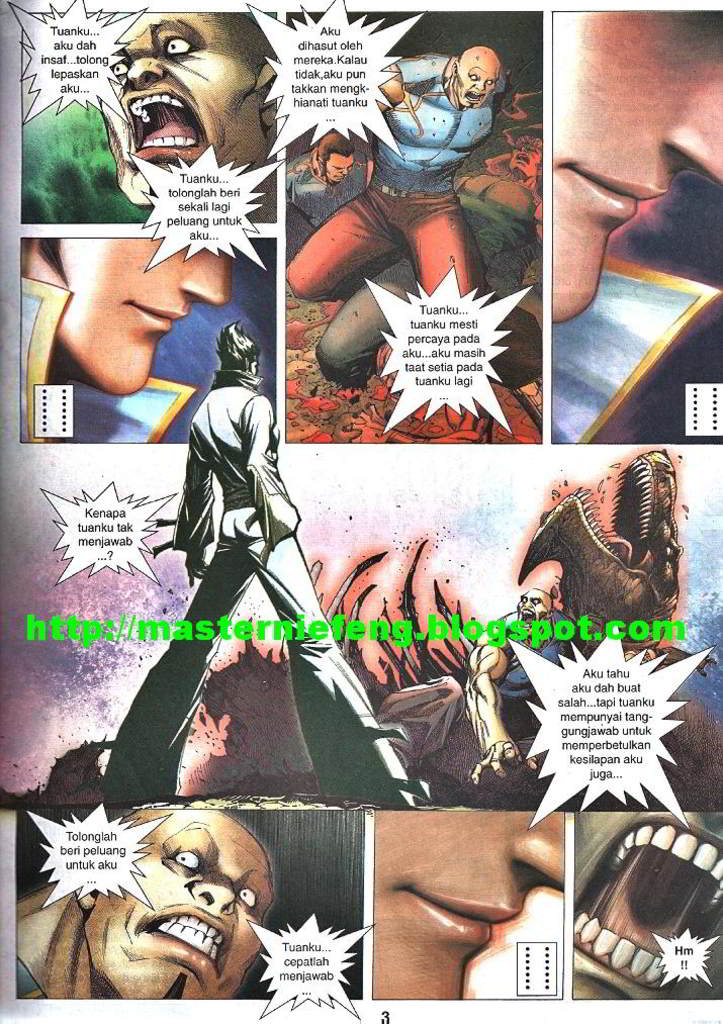 Tuanku...
aku dah
insaf...tolong
lepaskan
aku...
Aku
dihasut oleh
mereka.Kalau
tidak,aku pun
takkan mengk-
hianati tuanku
...
Tuanku...
tolonglah beri
sekali lagi
peluang untuk
aku...
Tuanku...
tuanku mesti
percaya pada
aku...aku masih
taat setia pada
tuanku lagi
...
Kenapa
tuanku tak
menjawab
...?
http://masterniefeng.blogspot.com
Aku tahu
aku dah buat
salah...tapi tuanku
mempunyai tang-
gungjawab untuk
memperbetulkan
kesilapan aku
juga...
Tolonglah
beri peluang
untuk aku
...
Tuanku...
cepatlah
menjawab
...
Hm
!!
3